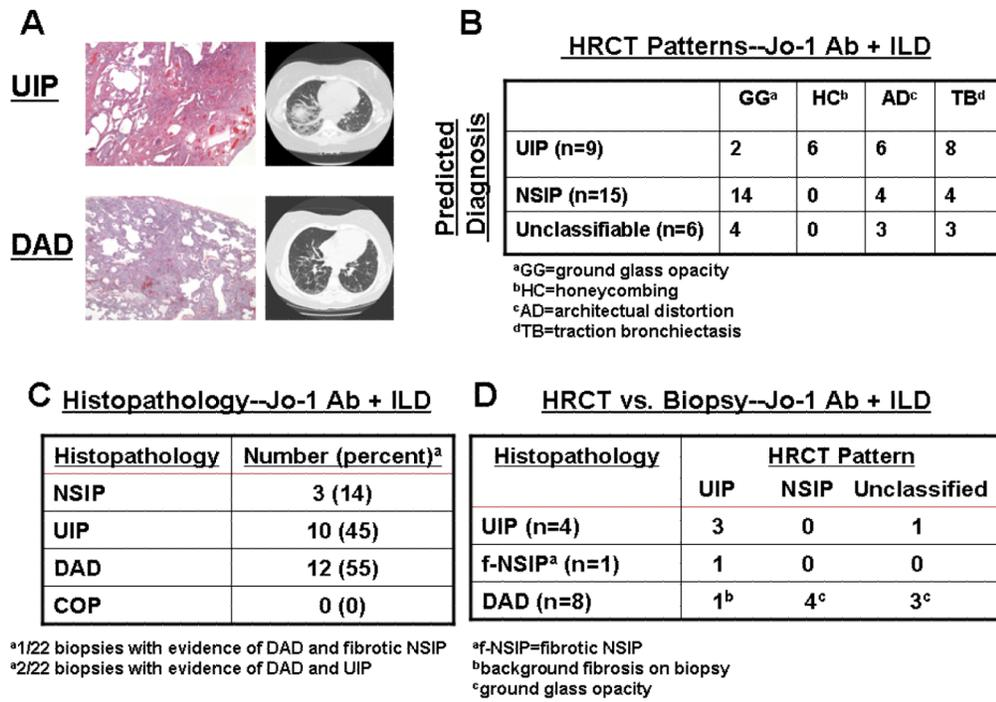 A
UIP
DAD
B
HRCT Patterns--Jo-1 Ab + ILD
Predicted
Diagnosis
GGᵃ HCᵇ ADᶜ TBᵈ
UIP (n=9) 2 6 6 8
NSIP (n=15) 14 0 4 4
Unclassifiable (n=6) 4 0 3 3
ᵃGG=ground glass opacity
ᵇHC=honeycombing
ᶜAD=architectual distortion
ᵈTB=traction bronchiectasis
C Histopathology--Jo-1 Ab + ILD
Histopathology Number (percent)ᵃ
NSIP 3 (14)
UIP 10 (45)
DAD 12 (55)
COP 0 (0)
ᵃ1/22 biopsies with evidence of DAD and fibrotic NSIP
ᵃ2/22 biopsies with evidence of DAD and UIP
D HRCT vs. Biopsy--Jo-1 Ab + ILD
Histopathology HRCT Pattern
UIP NSIP Unclassified
UIP (n=4) 3 0 1
f-NSIPᵃ (n=1) 1 0 0
DAD (n=8) 1ᵇ 4ᶜ 3ᶜ
ᵃf-NSIP=fibrotic NSIP
ᵇbackground fibrosis on biopsy
ᶜground glass opacity